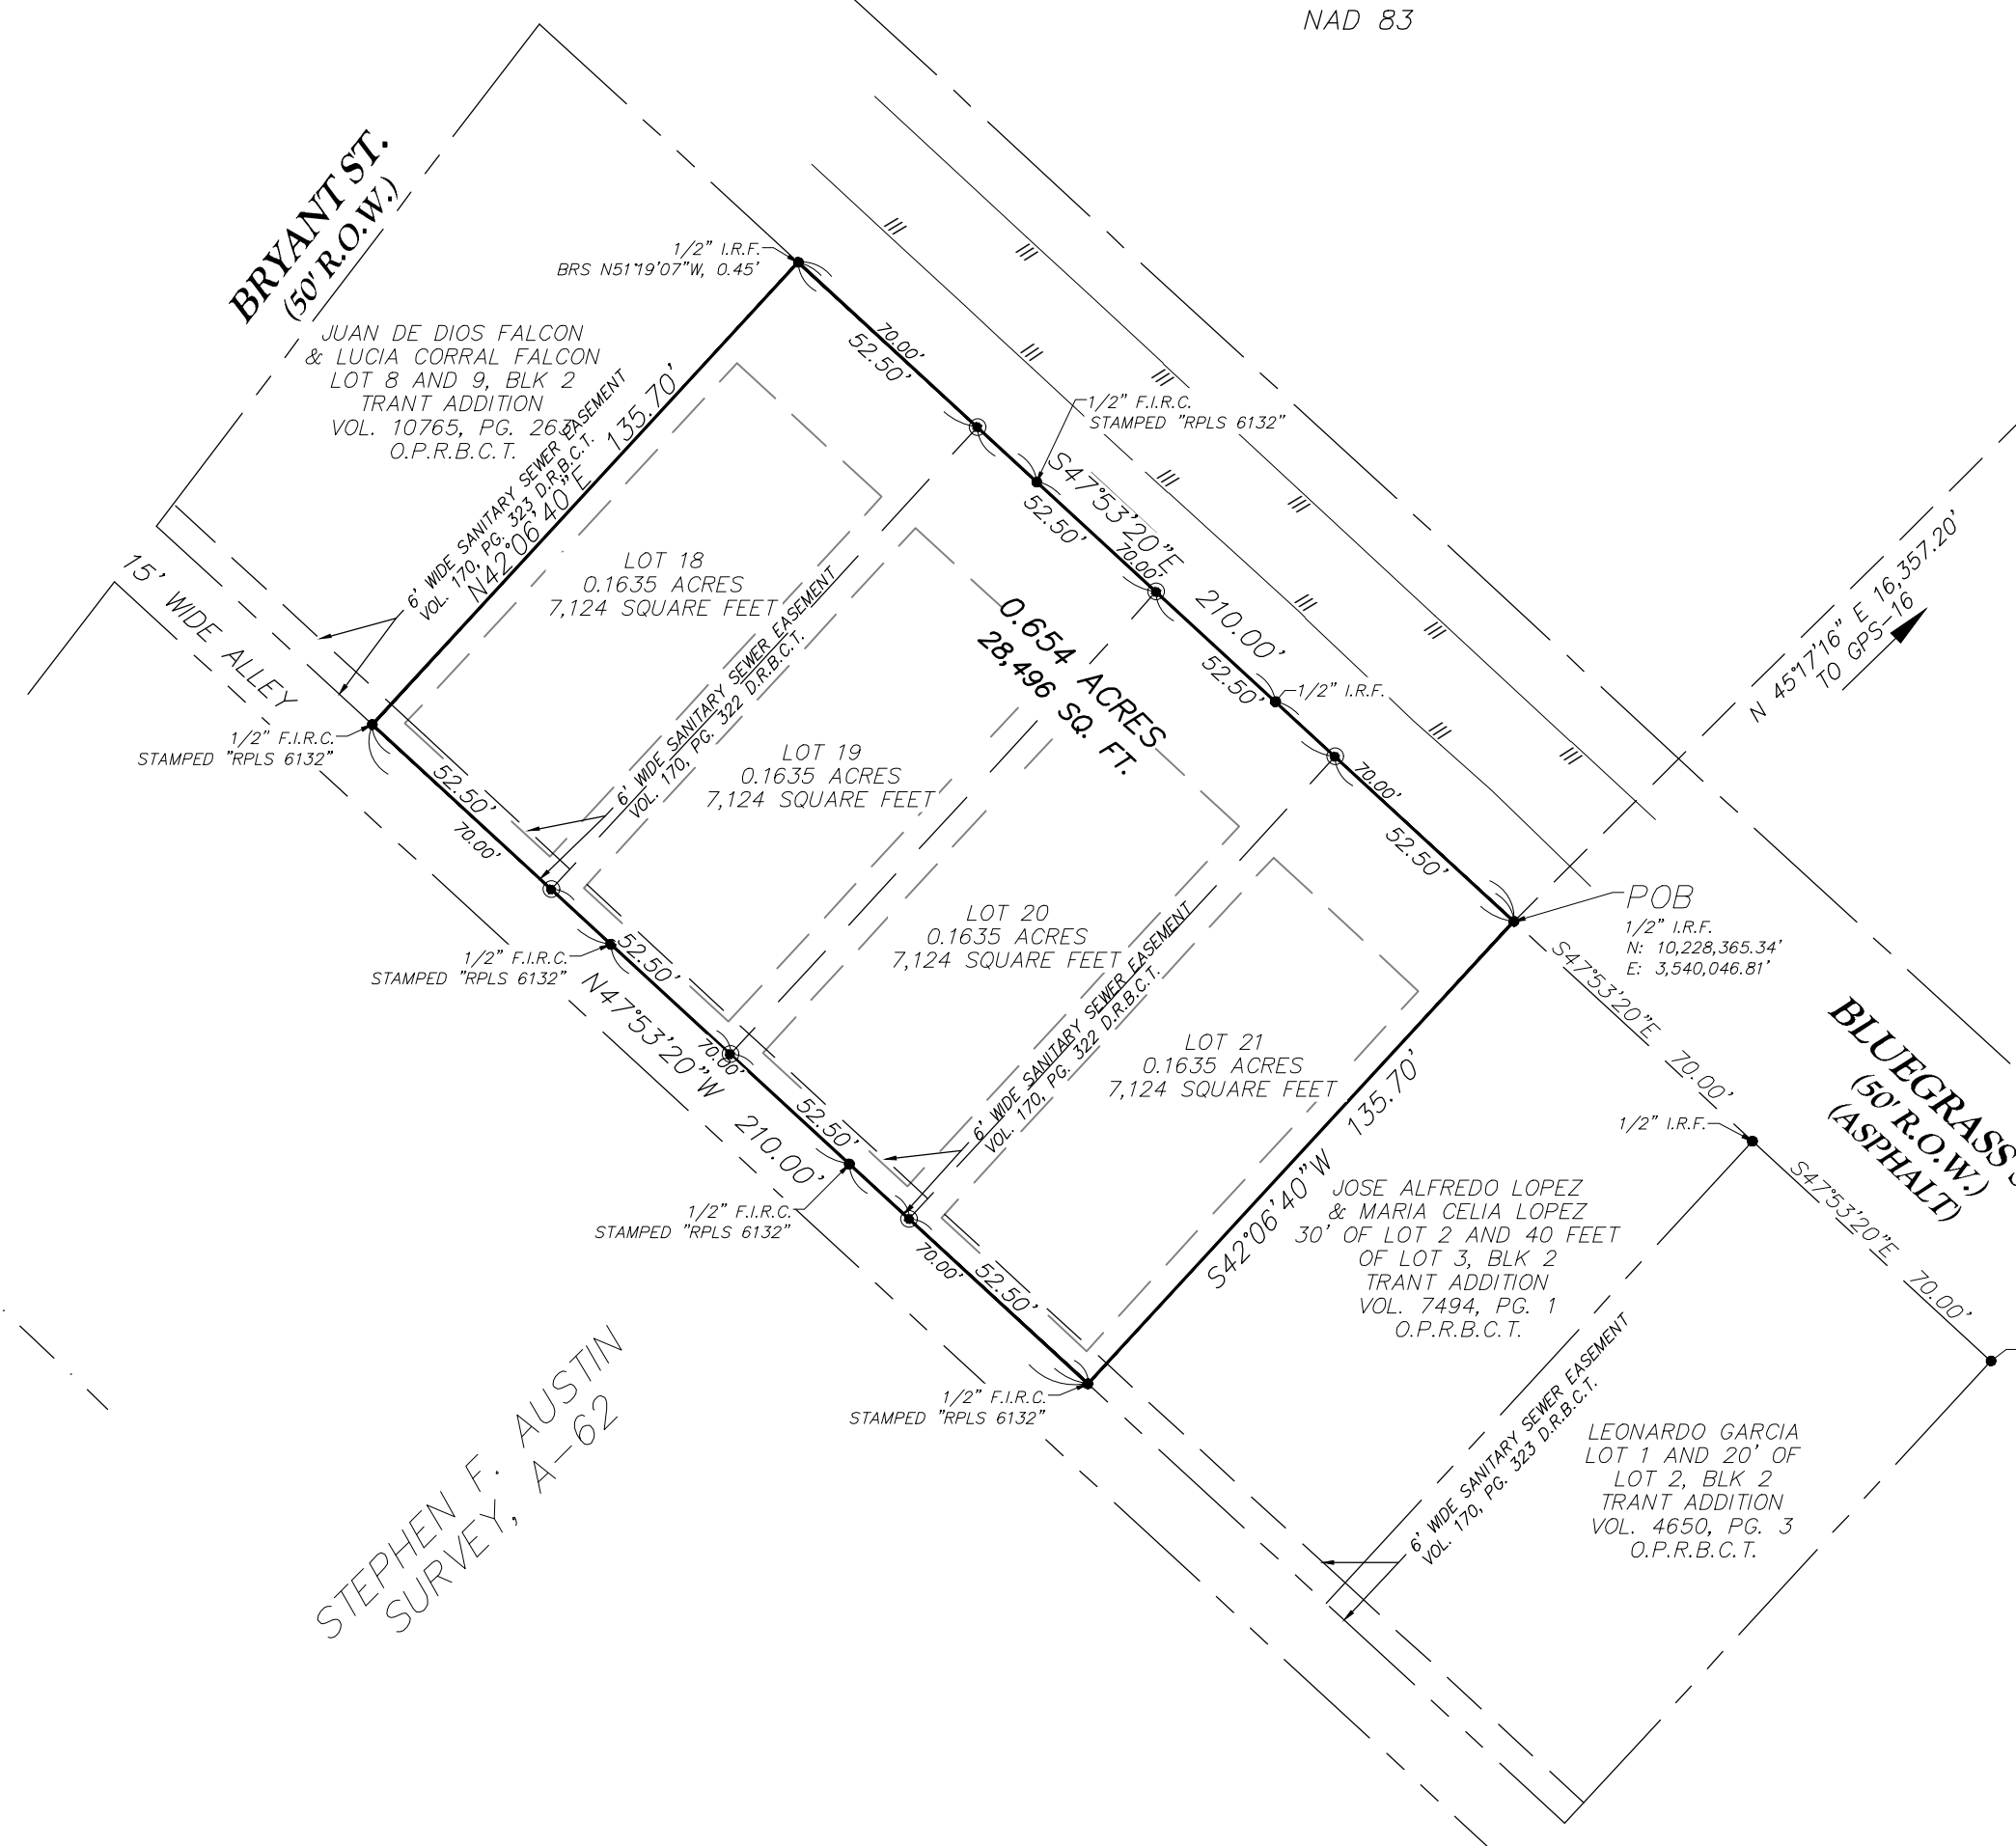 NAD 83
BRYANT ST.
(50' R.O.W.)
1/2" I.R.F.
BRS N51°19'07"W, 0.45'
JUAN DE DIOS FALCON
& LUCIA CORRAL FALCON
LOT 8 AND 9, BLK 2
TRANT ADDITION
VOL. 10765, PG. 263
O.P.R.B.C.T.
6' WIDE SANITARY SEWER EASEMENT
VOL. 170, PG. 323 D.R.B.C.T.
N42°06'40"E 135.70'
70.00'
52.50'
1/2" F.I.R.C.
STAMPED "RPLS 6132"
S47°53'20"E 210.00'
52.50'
70.00'
52.50'
1/2" I.R.F.
70.00'
52.50'
N 45°17'16" E 16,357.20'
TO GPS-16
15' WIDE ALLEY
1/2" F.I.R.C.
STAMPED "RPLS 6132"
LOT 18
0.1635 ACRES
7,124 SQUARE FEET
6' WIDE SANITARY SEWER EASEMENT
VOL. 170, PG. 322 D.R.B.C.T.
0.654 ACRES
28,496 SQ. FT.
LOT 19
0.1635 ACRES
7,124 SQUARE FEET
52.50'
70.00'
POB
1/2" I.R.F.
N: 10,228,365.34'
E: 3,540,046.81'
LOT 20
0.1635 ACRES
7,124 SQUARE FEET
1/2" F.I.R.C.
STAMPED "RPLS 6132"
52.50'
N47°53'20"W 210.00'
70.00'
52.50'
6' WIDE SANITARY SEWER EASEMENT
VOL. 170, PG. 322 D.R.B.C.T.
LOT 21
0.1635 ACRES
7,124 SQUARE FEET
S42°06'40"W 135.70'
S47°53'20"E 70.00'
BLUEGRASS
(50' R.O.W.)
(ASPHALT)
1/2" I.R.F.
S47°53'20"E 70.00'
1/2" F.I.R.C.
STAMPED "RPLS 6132"
70.00'
52.50'
JOSE ALFREDO LOPEZ
& MARIA CELIA LOPEZ
30' OF LOT 2 AND 40 FEET
OF LOT 3, BLK 2
TRANT ADDITION
VOL. 7494, PG. 1
O.P.R.B.C.T.
1/2" F.I.R.C.
STAMPED "RPLS 6132"
STEPHEN F. AUSTIN
SURVEY, A-62
6' WIDE SANITARY SEWER EASEMENT
VOL. 170, PG. 323 D.R.B.C.T.
LEONARDO GARCIA
LOT 1 AND 20' OF
LOT 2, BLK 2
TRANT ADDITION
VOL. 4650, PG. 3
O.P.R.B.C.T.